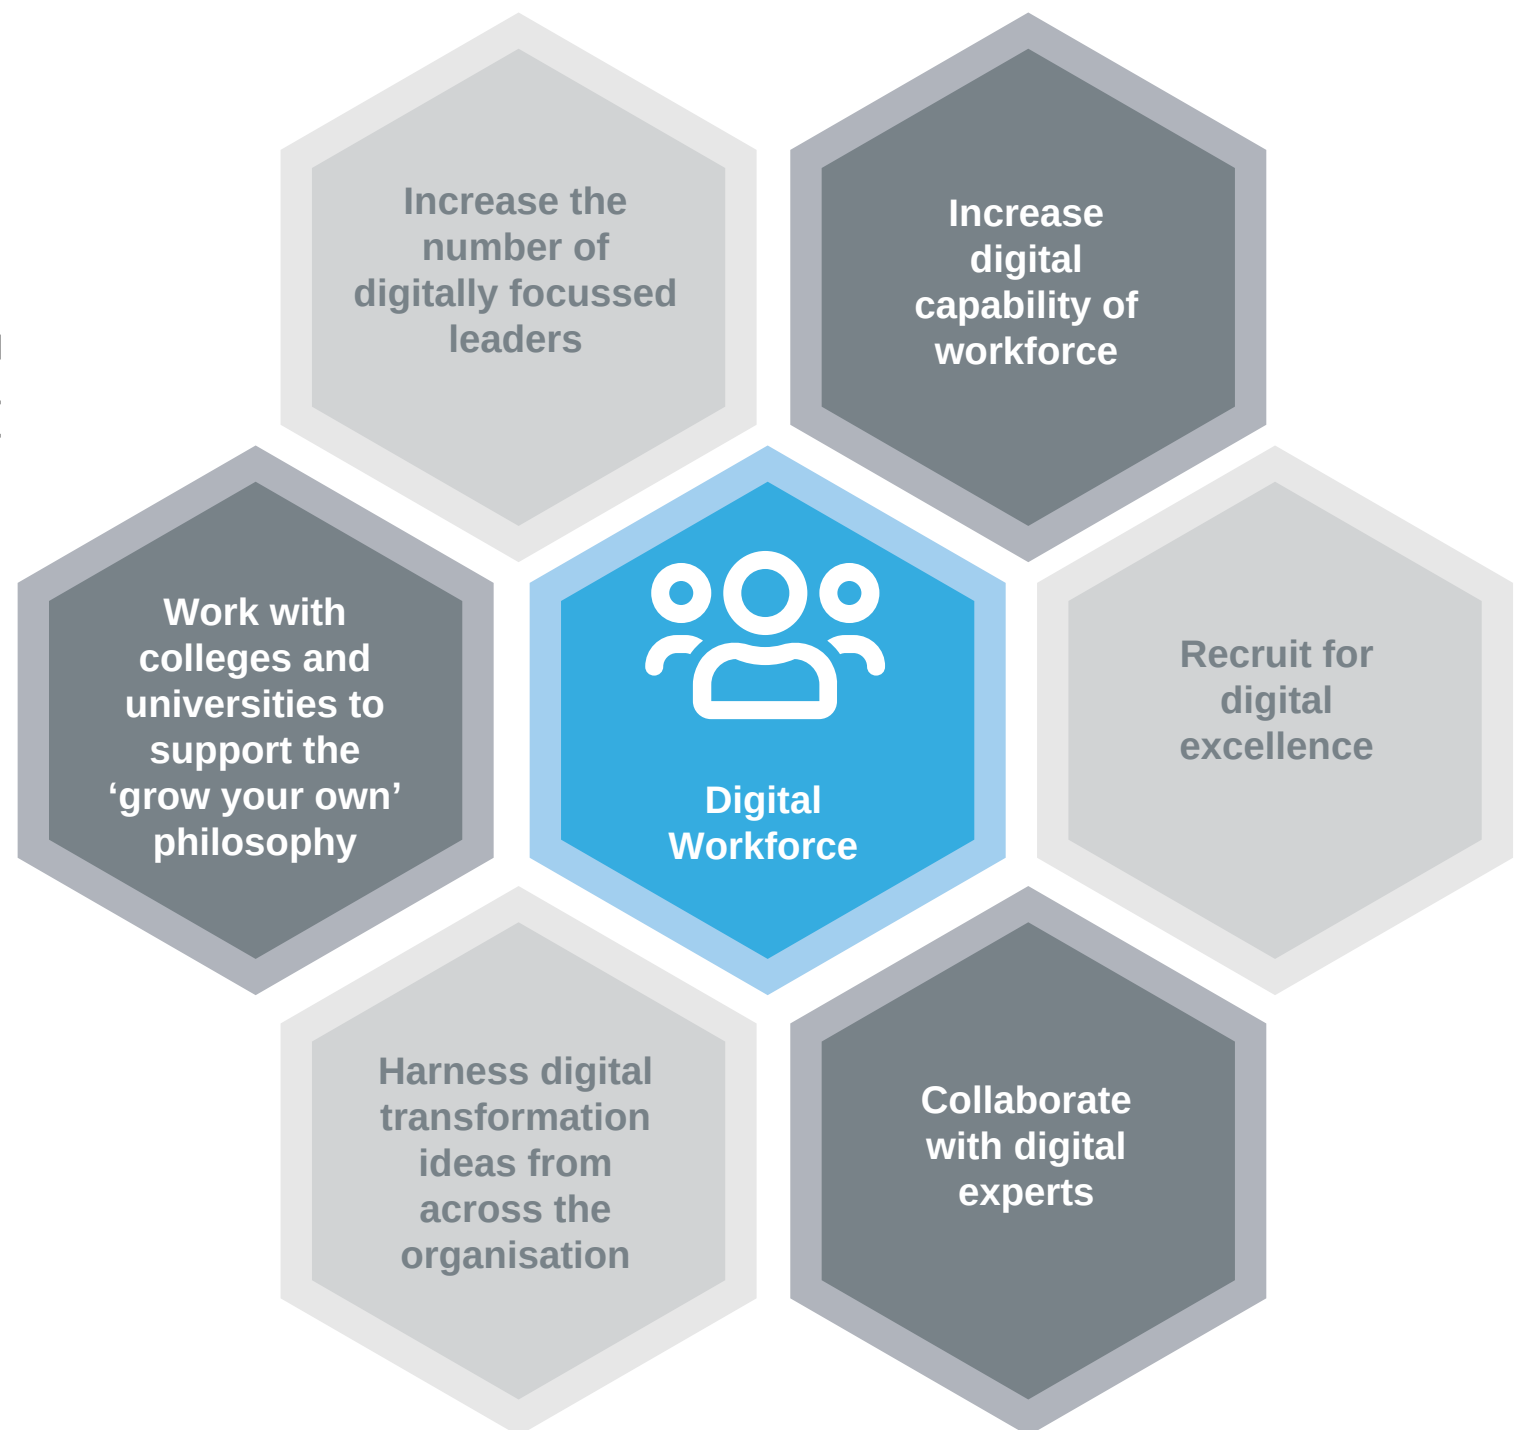 Increase the
number of
digitally focussed
leaders
Increase
digital
capability of
workforce
Work with
colleges and
universities to
support the
‘grow your own’
philosophy
Digital
Workforce
Recruit for
digital
excellence
Harness digital
transformation
ideas from
across the
organisation
Collaborate
with digital
experts